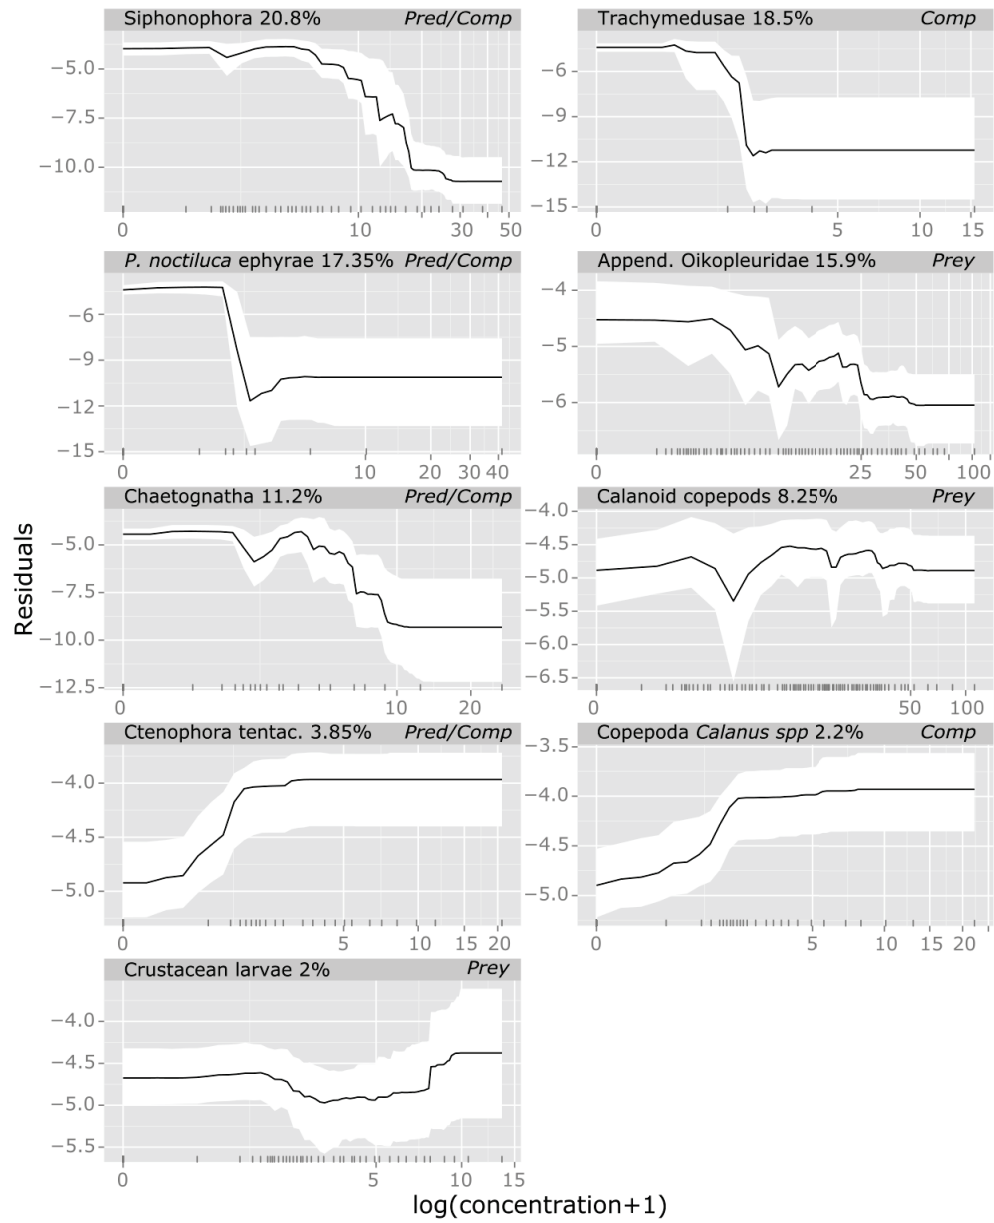 Siphonophora 20.8% Pred/Comp
−5.0
−7.5
−10.0
0 10 30 50
Trachymedusae 18.5% Comp
−6
−9
−12
−15
0 5 10 15
P. noctiluca ephyrae 17.35% Pred/Comp
−6
−9
−12
−15
0 10 20 30 40
Append. Oikopleuridae 15.9% Prey
−4
−5
−6
0 25 50 100
Chaetognatha 11.2% Pred/Comp
−5.0
−7.5
−10.0
−12.5
0 10 20
Calanoid copepods 8.25% Prey
−4.0
−4.5
−5.0
−5.5
−6.0
−6.5
0 50 100
Ctenophora tentac. 3.85% Pred/Comp
−4.0
−4.5
−5.0
0 5 10 15 20
Copepoda Calanus spp 2.2% Comp
−3.5
−4.0
−4.5
−5.0
0 5 10 15 20
Crustacean larvae 2% Prey
−4.0
−4.5
−5.0
−5.5
0 5 10 15
Residuals
log(concentration+1)